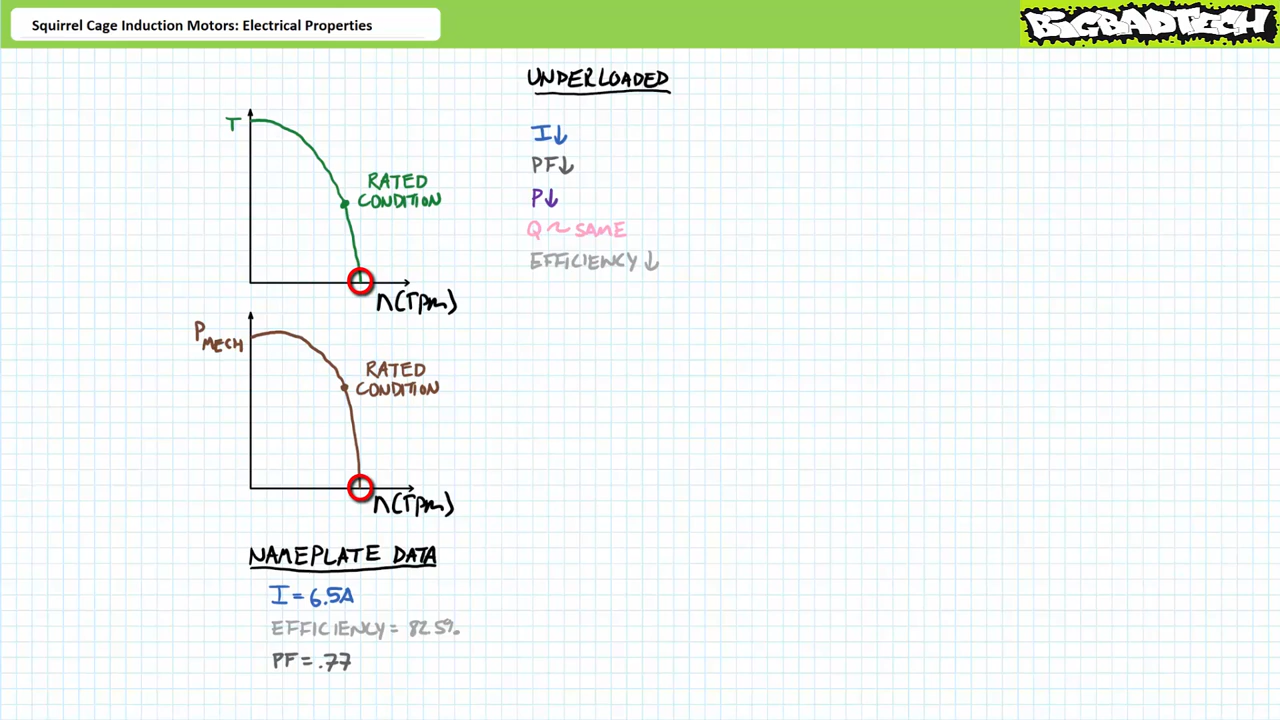 Squirrel Cage Induction Motors: Electrical Properties
BIGBADTECH
UNDERLOADED
I↓
PF↓
P↓
Q ~ SAME
EFFICIENCY ↓
T
RATED
CONDITION
n(rpm)
P MECH
RATED
CONDITION
n(rpm)
NAMEPLATE DATA
I = 6.5A
EFFICIENCY = 82.5%
PF = .77